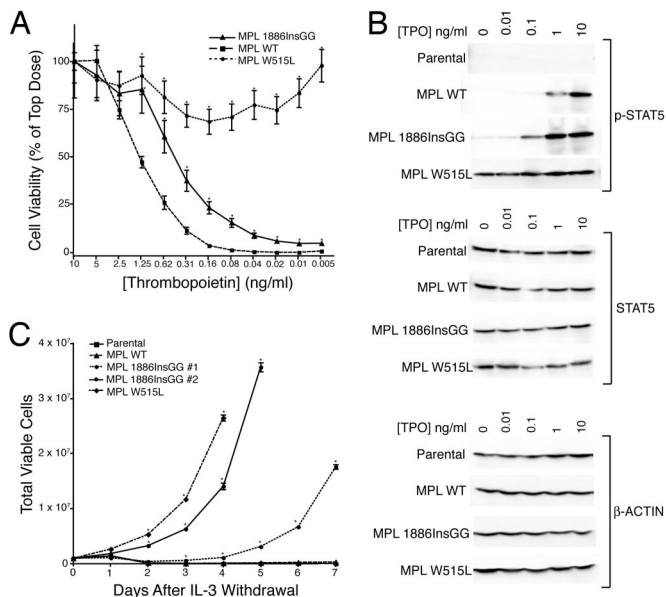 A
MPL 1886InsGG
MPL WT
MPL W515L
Cell Viability (% of Top Dose)
100
75
50
25
0
10 5 2.5 1.25 0.62 0.31 0.16 0.08 0.04 0.02 0.01 0.005
[Thrombopoietin] (ng/ml)
B
[TPO] ng/ml
0 0.01 0.1 1 10
Parental
MPL WT
MPL 1886InsGG
MPL W515L
p-STAT5
[TPO] ng/ml
0 0.01 0.1 1 10
Parental
MPL WT
MPL 1886InsGG
MPL W515L
STAT5
[TPO] ng/ml
0 0.01 0.1 1 10
Parental
MPL WT
MPL 1886InsGG
MPL W515L
β-ACTIN
C
Parental
MPL WT
MPL 1886InsGG #1
MPL 1886InsGG #2
MPL W515L
Total Viable Cells
4 x 10⁷
3 x 10⁷
2 x 10⁷
1 x 10⁷
0
0 1 2 3 4 5 6 7
Days After IL-3 Withdrawal